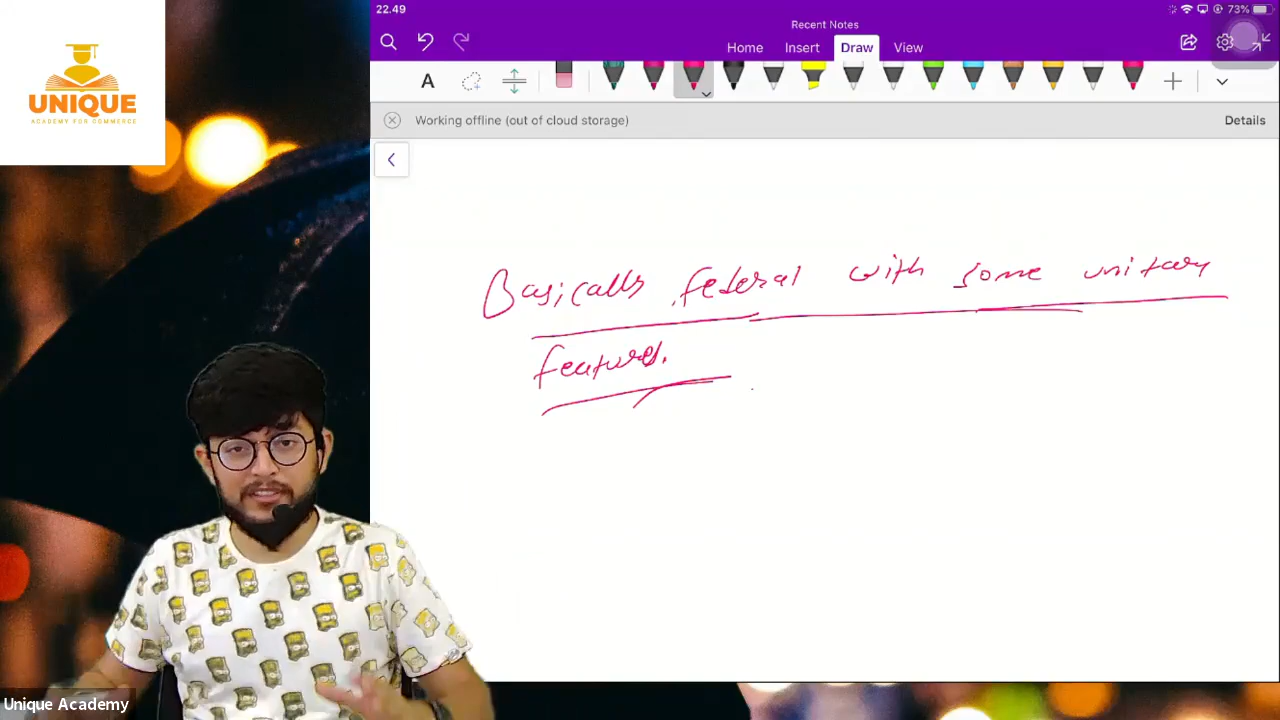 22.49
73%
Recent Notes
Home Insert Draw View
A
Working offline (out of cloud storage)
Details
UNIQUE
ACADEMY FOR COMMERCE
Basically federal with some unitary
features.
Unique Academy